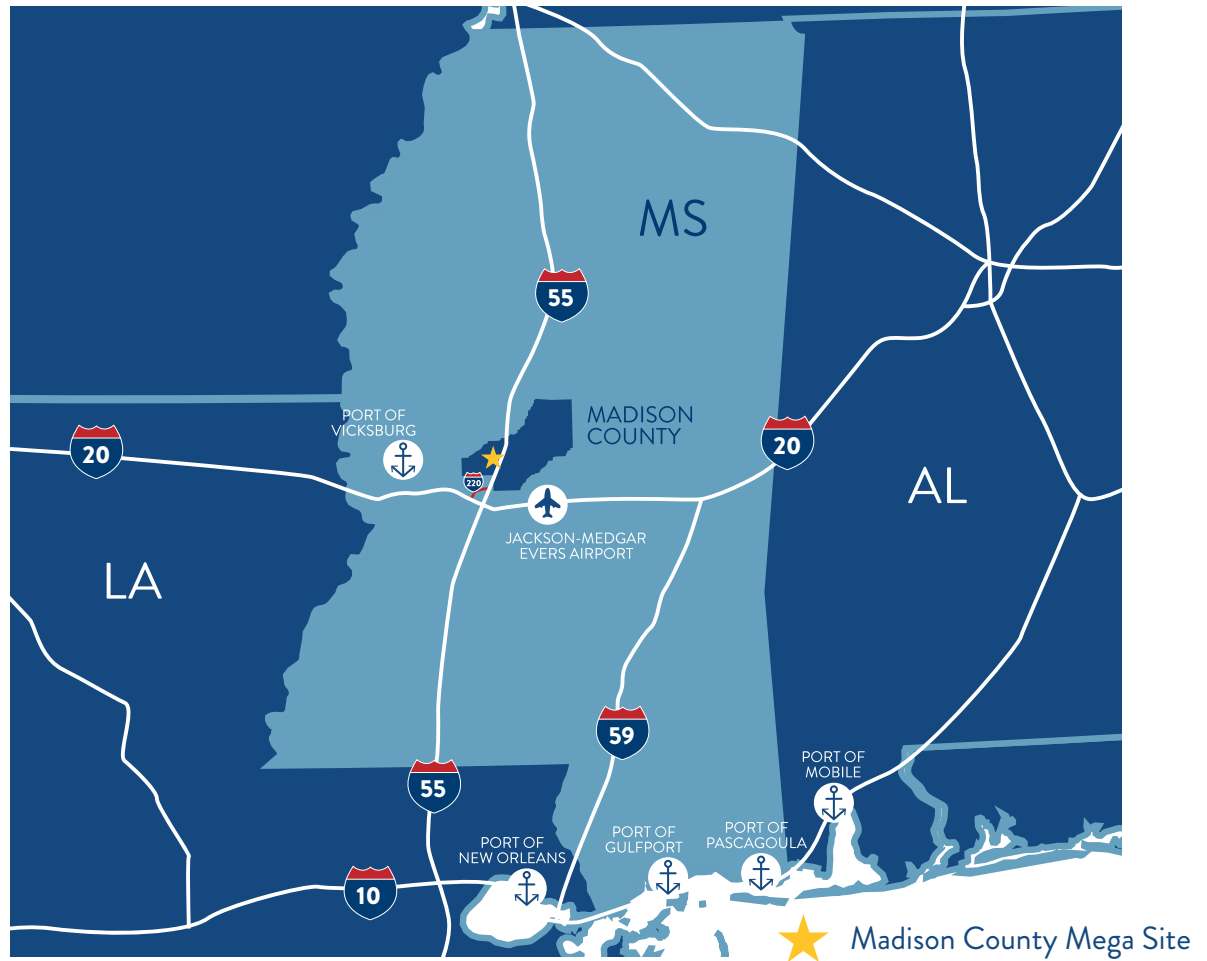 MS
55
PORT OF
VICKSBURG
MADISON
COUNTY
20
20
220
AL
JACKSON-MEDGAR
EVERS AIRPORT
LA
59
55
PORT OF
MOBILE
PORT OF
NEW ORLEANS
PORT OF
GULFPORT
PORT OF
PASCAGOULA
10
Madison County Mega Site